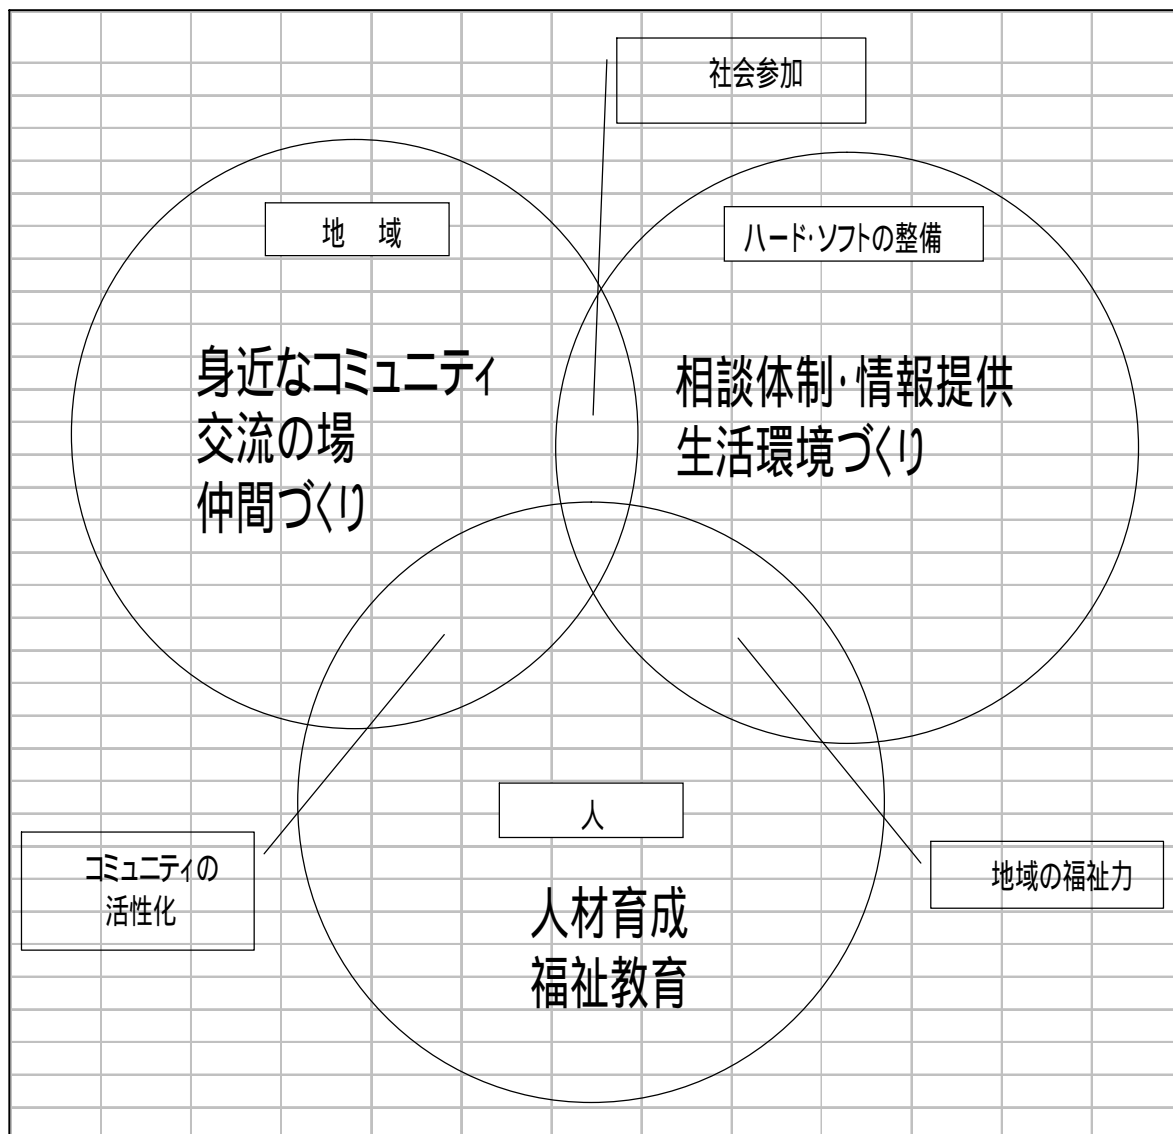 社会参加
地　域
ハード・ソフトの整備
身近なコミュニティ
交流の場
仲間づくり
相談体制・情報提供
生活環境づくり
人
コミュニティの
活性化
地域の福祉力
人材育成
福祉教育